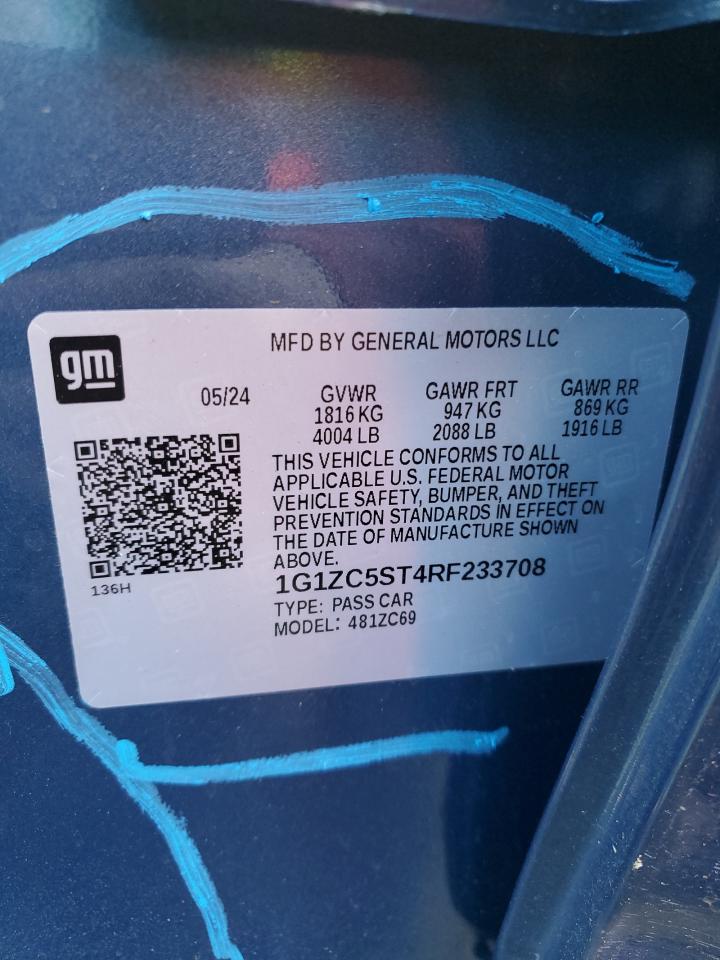 gm
MFD BY GENERAL MOTORS LLC
05/24 GVWR GAWR FRT GAWR RR
1816 KG 947 KG 869 KG
4004 LB 2088 LB 1916 LB
THIS VEHICLE CONFORMS TO ALL
APPLICABLE U.S. FEDERAL MOTOR
VEHICLE SAFETY, BUMPER, AND THEFT
PREVENTION STANDARDS IN EFFECT ON
THE DATE OF MANUFACTURE SHOWN
ABOVE.
1G1ZC5ST4RF233708
TYPE: PASS CAR
MODEL: 481ZC69
136H